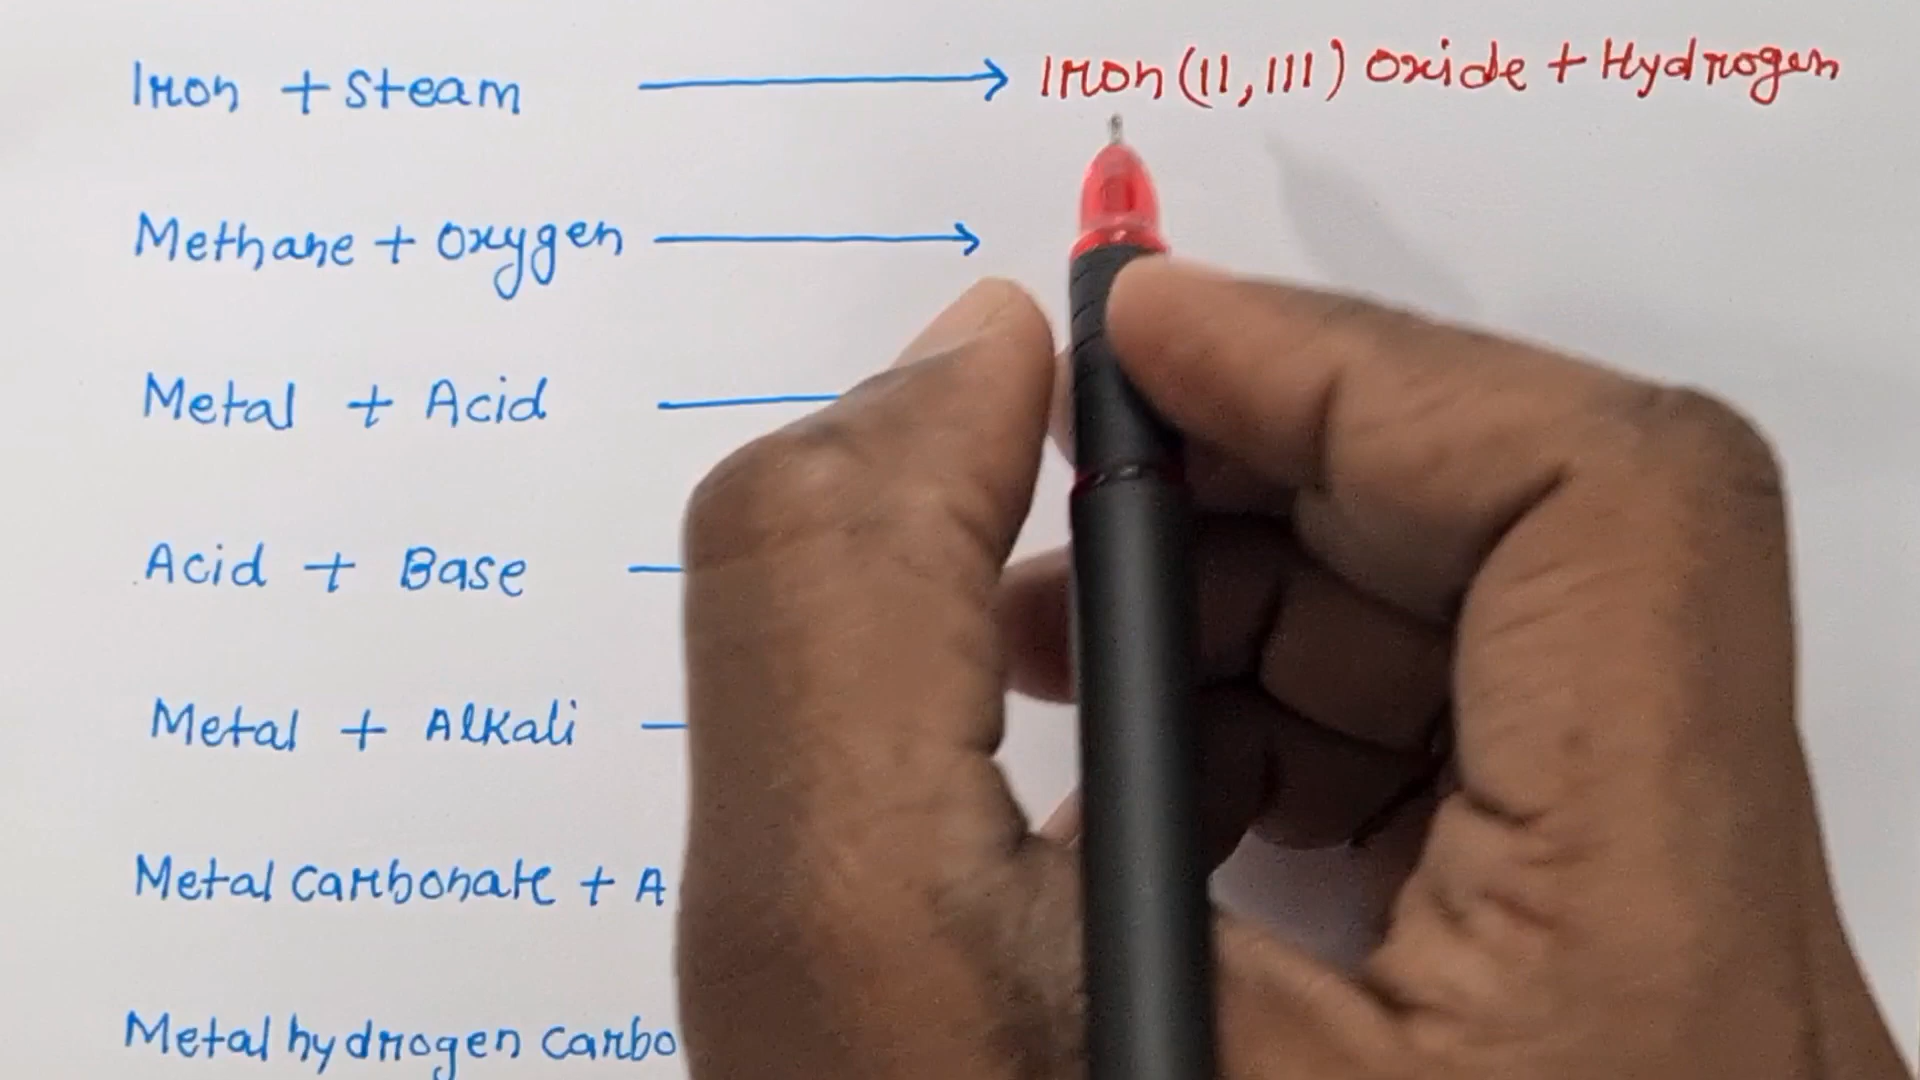 Iron + Steam → Iron (II, III) Oxide + Hydrogen
Methane + Oxygen →
Metal + Acid
Acid + Base
Metal + Alkali
Metal carbonate + A
Metal hydrogen carbo